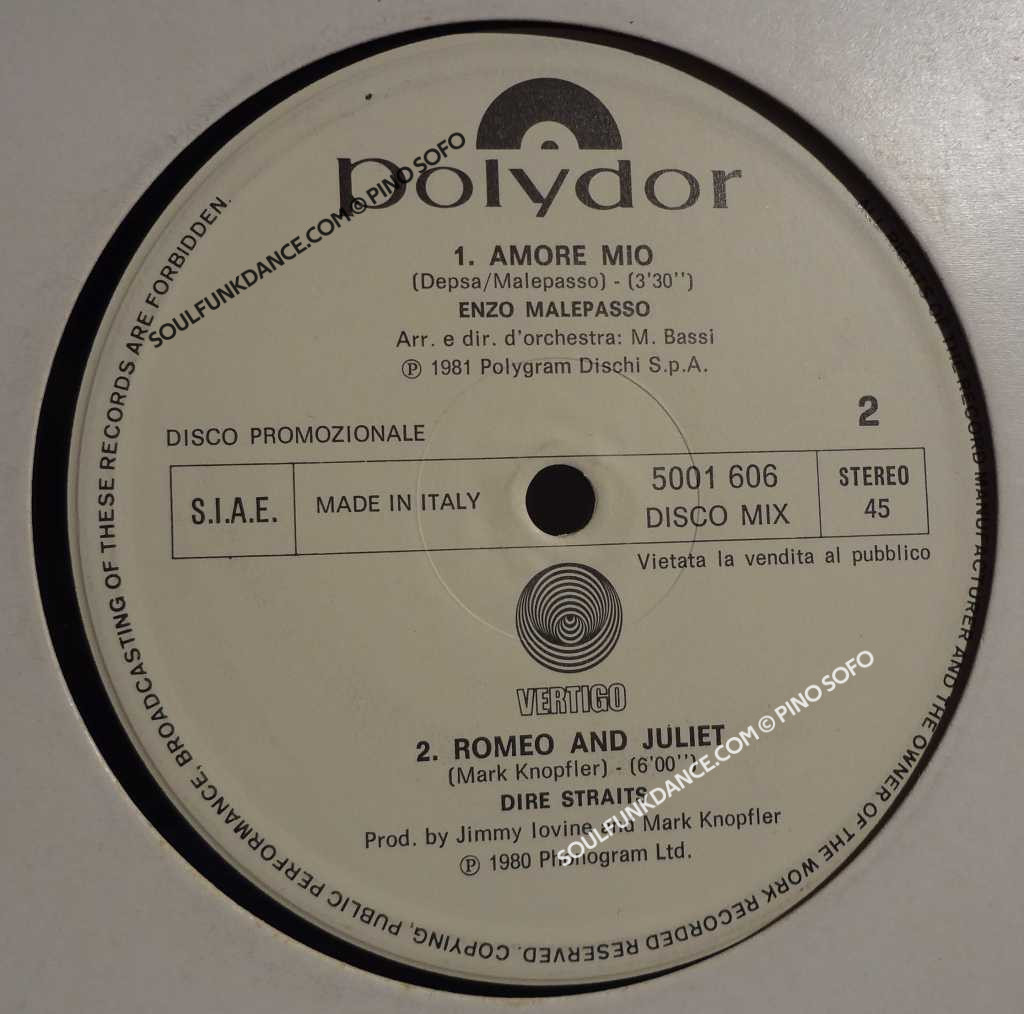 polydor
1. AMORE MIO
(Depsa/Malepasso) - (3'30'')
ENZO MALEPASSO
Arr. e dir. d'orchestra: M. Bassi
℗ 1981 Polygram Dischi S.p.A.
2
DISCO PROMOZIONALE
S.I.A.E.
MADE IN ITALY
5001 606
DISCO MIX
STEREO
45
Vietata la vendita al pubblico
VERTIGO
2. ROMEO AND JULIET
(Mark Knopfler) - (6'00'')
DIRE STRAITS
Prod. by Jimmy Iovine and Mark Knopfler
℗ 1980 Phonogram Ltd.
ALL RIGHTS OF THE RECORD MANUFACTURER AND THE OWNER OF THE WORK RECORDED RESERVED. COPYING, PUBLIC PERFORMANCE, BROADCASTING OF THESE RECORDS ARE FORBIDDEN.
SOULFUNKDANCE.COM © PINO SOFO
SOULFUNKDANCE.COM © PINO SOFO